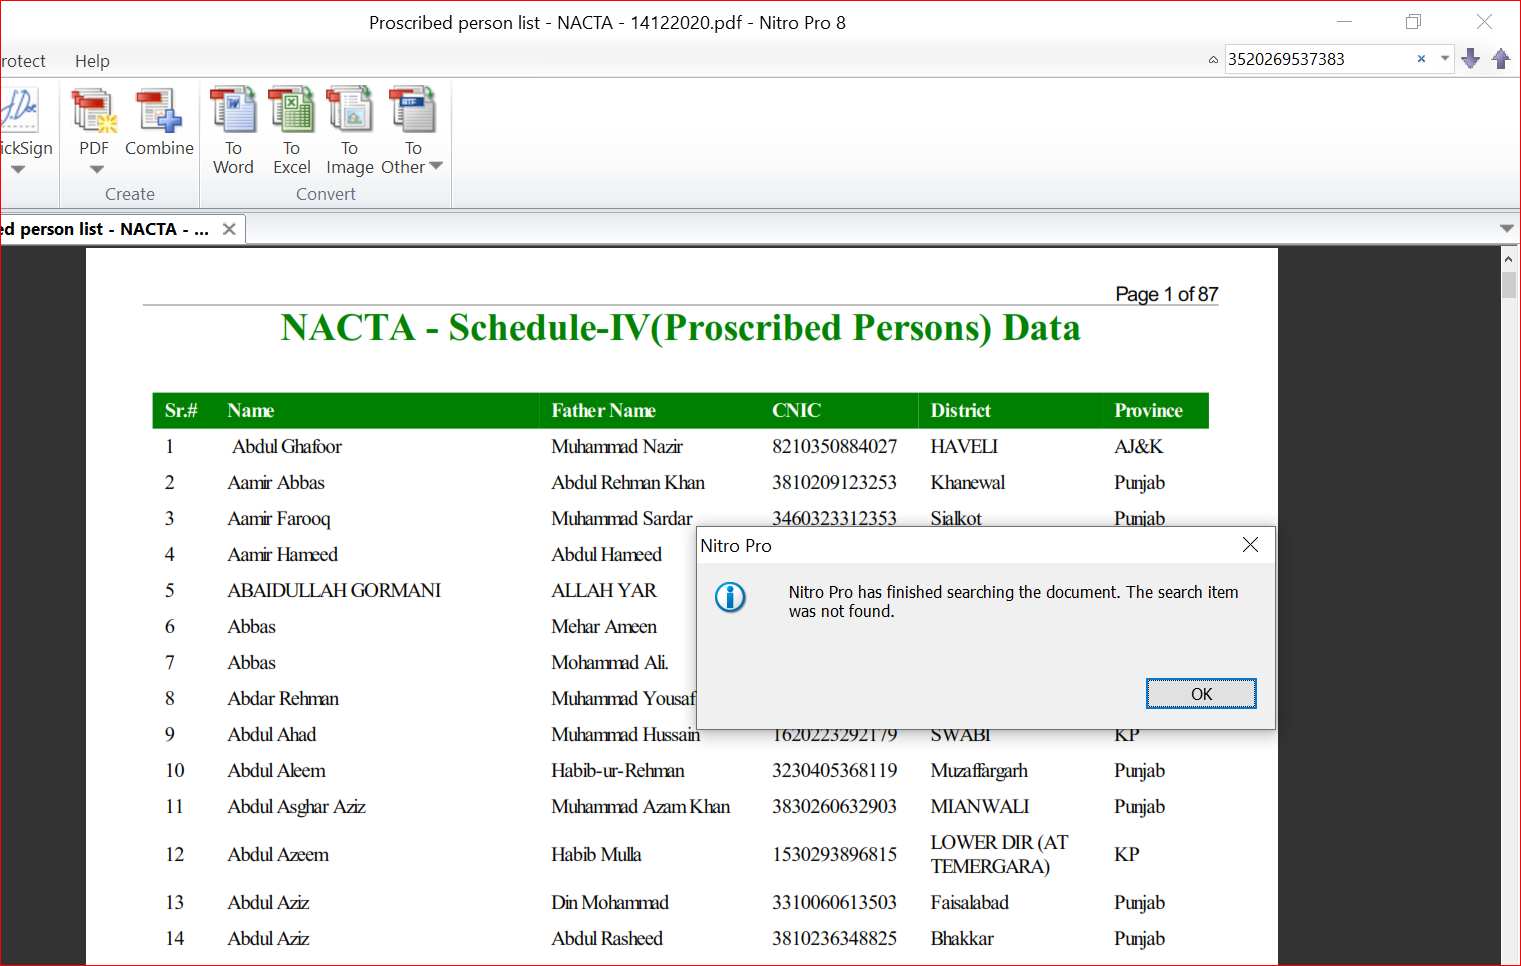 Proscribed person list - NACTA - 14122020.pdf - Nitro Pro 8
rotect Help 3520269537383
ickSign PDF Combine To Word To Excel To Image To Other
Create Convert
ed person list - NACTA - ...
Page 1 of 87
NACTA - Schedule-IV(Proscribed Persons) Data
Sr.# Name Father Name CNIC District Province
1 Abdul Ghafoor Muhammad Nazir 8210350884027 HAVELI AJ&K
2 Aamir Abbas Abdul Rehman Khan 3810209123253 Khanewal Punjab
3 Aamir Farooq Muhammad Sardar 3460323312353 Sialkot Punjab
4 Aamir Hameed Abdul Hameed
5 ABAIDULLAH GORMANI ALLAH YAR
6 Abbas Mehar Ameen
7 Abbas Mohammad Ali.
8 Abdar Rehman Muhammad Yousaf
9 Abdul Ahad Muhammad Hussain 1620223292179 SWABI KP
10 Abdul Aleem Habib-ur-Rehman 3230405368119 Muzaffargarh Punjab
11 Abdul Asghar Aziz Muhammad Azam Khan 3830260632903 MIANWALI Punjab
12 Abdul Azeem Habib Mulla 1530293896815 LOWER DIR (AT TEMERGARA) KP
13 Abdul Aziz Din Mohammad 3310060613503 Faisalabad Punjab
14 Abdul Aziz Abdul Rasheed 3810236348825 Bhakkar Punjab
Nitro Pro
Nitro Pro has finished searching the document. The search item
was not found.
OK